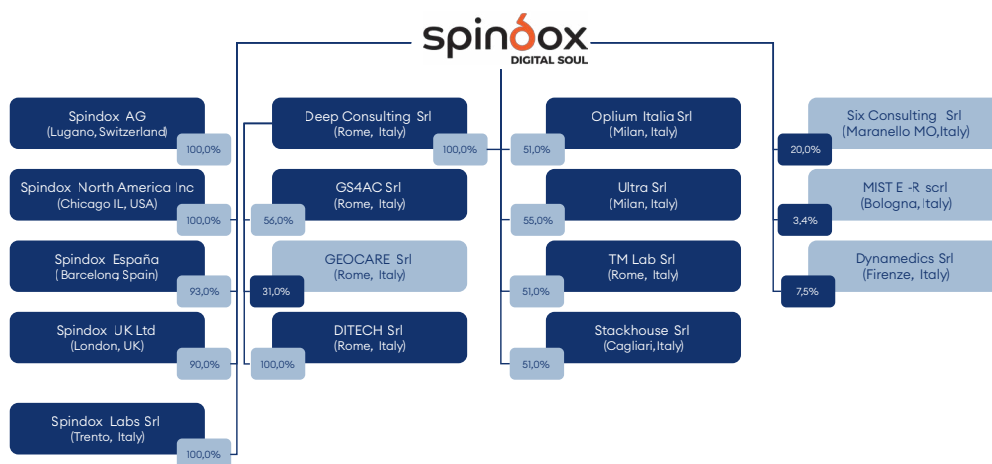 spindox
DIGITAL SOUL
Spindox AG
(Lugano, Switzerland)
100,0%
Spindox North America Inc
(Chicago IL, USA)
100,0%
Spindox España
(Barcelona, Spain)
93,0%
Spindox UK Ltd
(London, UK)
90,0%
Spindox Labs Srl
(Trento, Italy)
100,0%
Deep Consulting Srl
(Rome, Italy)
100,0%
GS4AC Srl
(Rome, Italy)
56,0%
GEOCARE Srl
(Rome, Italy)
31,0%
DITECH Srl
(Rome, Italy)
100,0%
Oplium Italia Srl
(Milan, Italy)
51,0%
Ultra Srl
(Milan, Italy)
55,0%
TM Lab Srl
(Rome, Italy)
51,0%
Stackhouse Srl
(Cagliari,Italy)
51,0%
Six Consulting Srl
(Maranello MO,Italy)
20,0%
MIST E -R scrl
(Bologna, Italy)
3,4%
Dynamedics Srl
(Firenze, Italy)
7,5%